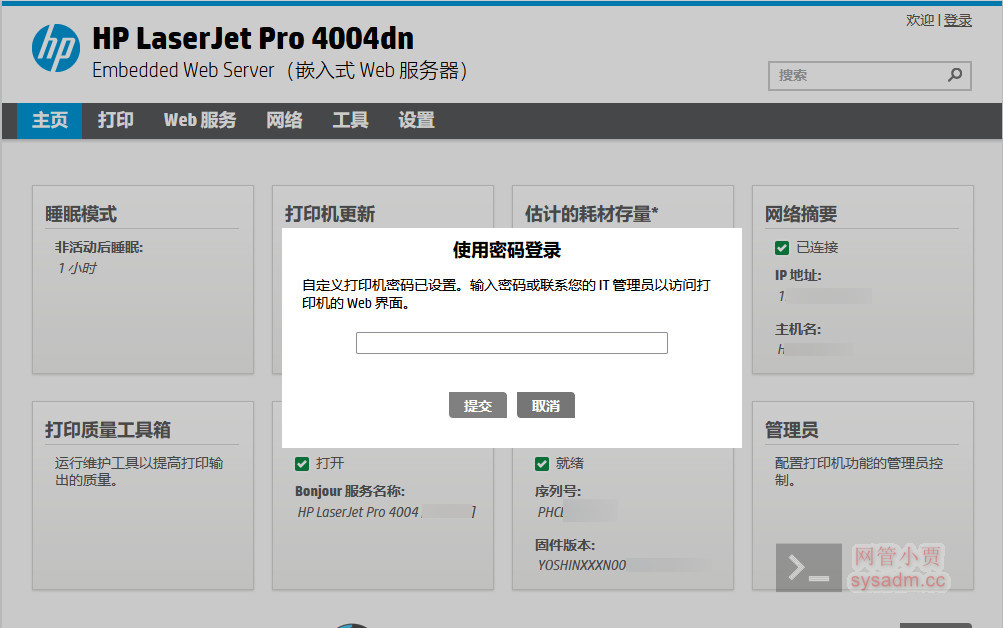 欢迎 | 登录
hp
HP LaserJet Pro 4004dn
Embedded Web Server（嵌入式 Web 服务器）
搜索
主页 打印 Web 服务 网络 工具 设置
睡眠模式
非活动后睡眠:
1 小时
打印机更新
估计的耗材存量*
网络摘要
已连接
IP 地址:
1
主机名:
H
使用密码登录
自定义打印机密码已设置。输入密码或联系您的 IT 管理员以访问打
印机的 Web 界面。
提交 取消
打印质量工具箱
运行维护工具以提高打印输
出的质量。
打开
Bonjour 服务名称:
HP LaserJet Pro 4004 ]
就绪
序列号:
PHCB
固件版本:
YOSHINXXXN00
管理员
配置打印机功能的管理员控
制。
网管小贾
sysadm.cc